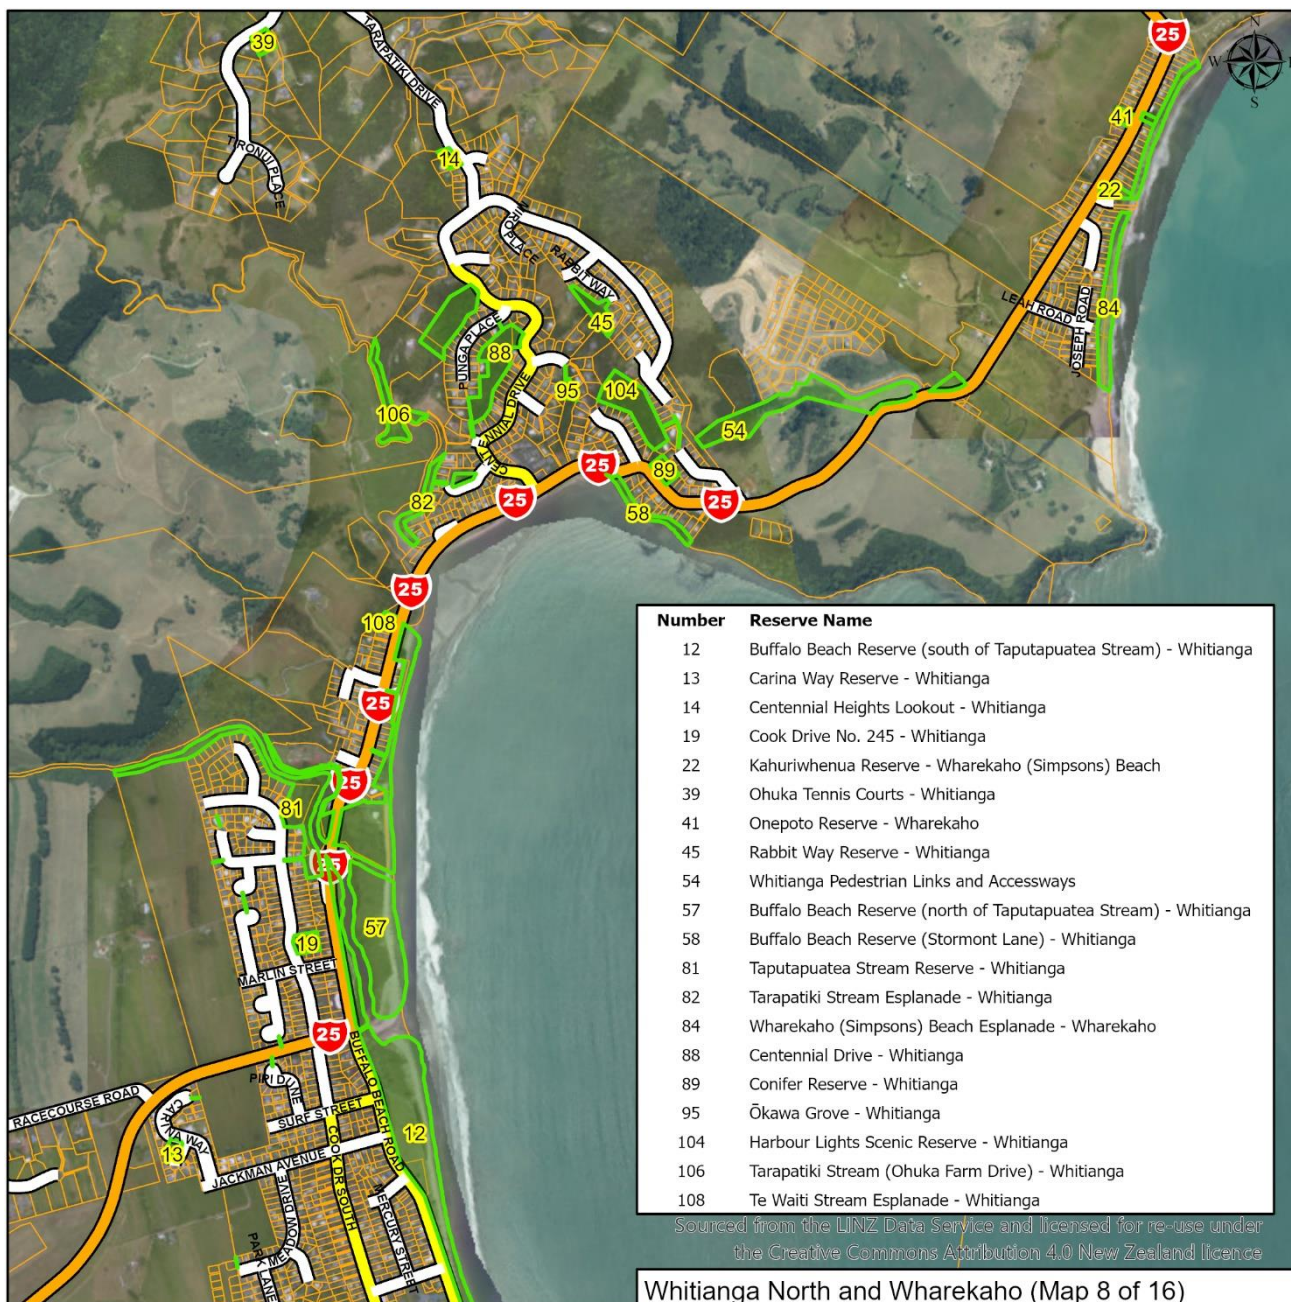 25
N
W
S
39
TARAPATIKI DRIVE
41
TIRONUI PLACE
14
22
RABBIT WAY
LEAH ROAD
JOSEPH ROAD
84
45
PUNGA PLACE
88
95
104
106
CENTENNIAL DRIVE
54
25
89
82
25
25
58
25
108
25
25
81
25
57
19
MARLIN STREET
25
BUFFALO BEACH ROAD
PIPI DUNE
RACECOURSE ROAD
CARINA WAY
SURF STREET
12
13
JACKMAN AVENUE
COOK DR SOUTH
MEADOW DRIVE
MERCURY STREET
PARK LANE
Number Reserve Name
12 Buffalo Beach Reserve (south of Taputapuatea Stream) - Whitianga
13 Carina Way Reserve - Whitianga
14 Centennial Heights Lookout - Whitianga
19 Cook Drive No. 245 - Whitianga
22 Kahuriwhenua Reserve - Wharekaho (Simpsons) Beach
39 Ohuka Tennis Courts - Whitianga
41 Onepoto Reserve - Wharekaho
45 Rabbit Way Reserve - Whitianga
54 Whitianga Pedestrian Links and Accessways
57 Buffalo Beach Reserve (north of Taputapuatea Stream) - Whitianga
58 Buffalo Beach Reserve (Stormont Lane) - Whitianga
81 Taputapuatea Stream Reserve - Whitianga
82 Tarapatiki Stream Esplanade - Whitianga
84 Wharekaho (Simpsons) Beach Esplanade - Wharekaho
88 Centennial Drive - Whitianga
89 Conifer Reserve - Whitianga
95 Ōkawa Grove - Whitianga
104 Harbour Lights Scenic Reserve - Whitianga
106 Tarapatiki Stream (Ohuka Farm Drive) - Whitianga
108 Te Waiti Stream Esplanade - Whitianga
Sourced from the LINZ Data Service and licensed for re-use under
the Creative Commons Attribution 4.0 New Zealand licence
Whitianga North and Wharekaho (Map 8 of 16)